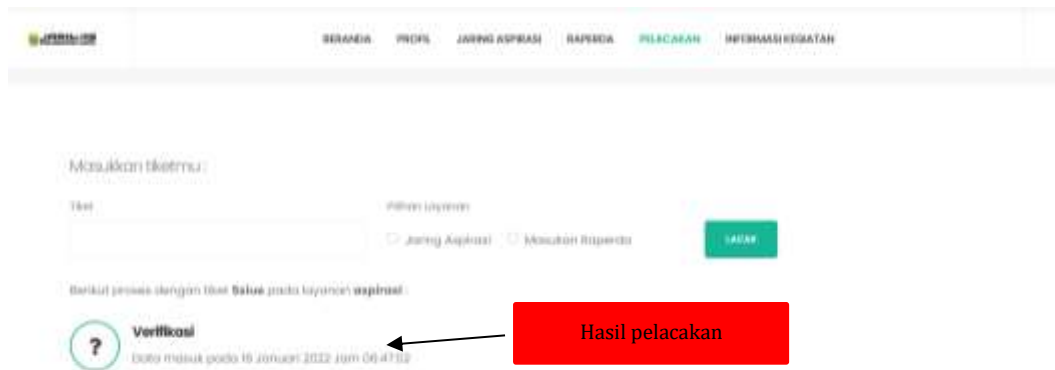 BERANDA PROFIL JARING ASPIRASI RAPERDA PELACAKAN INFORMASI KEGIATAN
Masukkan tiketmu :
Tiket
Pilihan Layanan
Jaring Aspirasi Masukan Raperda
LACAK
Berikut proses dengan tiket pada layanan aspirasi :
?
Verifikasi
Data masuk pada 16 Januari 2022 Jam
Hasil pelacakan